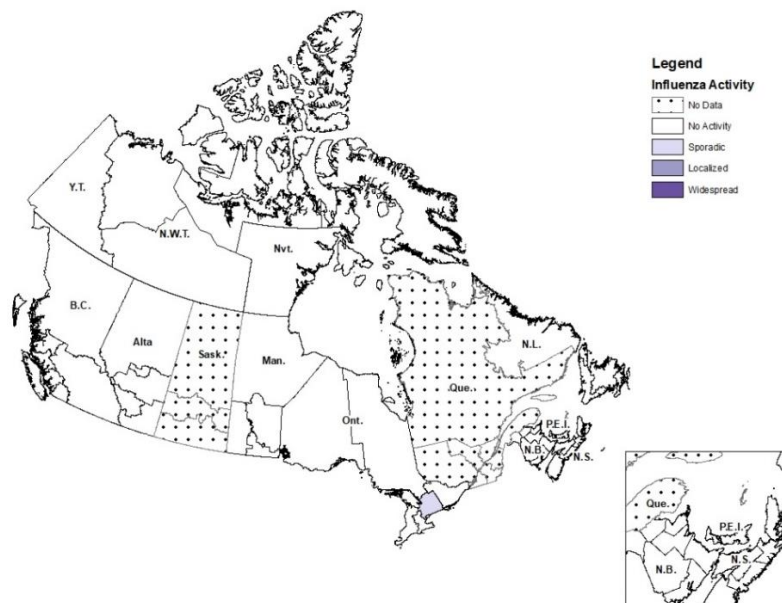 Legend
Influenza Activity
No Data
No Activity
Sporadic
Localized
Widespread
Y.T.
N.W.T.
Nvt.
B.C.
Alta
Sask.
Man.
Ont.
Que.
N.L.
P.E.I.
N.B.
N.S.
Que.
P.E.I.
N.S.
N.B.